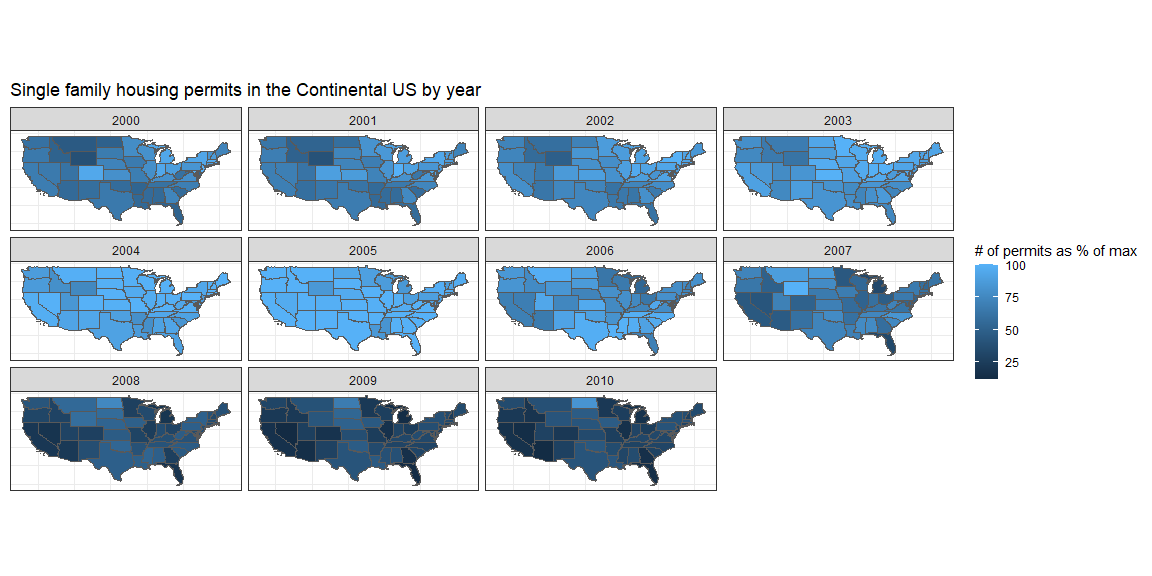 Single family housing permits in the Continental US by year
2000 2001 2002 2003
2004 2005 2006 2007
# of permits as % of max
100
75
50
25
2008 2009 2010